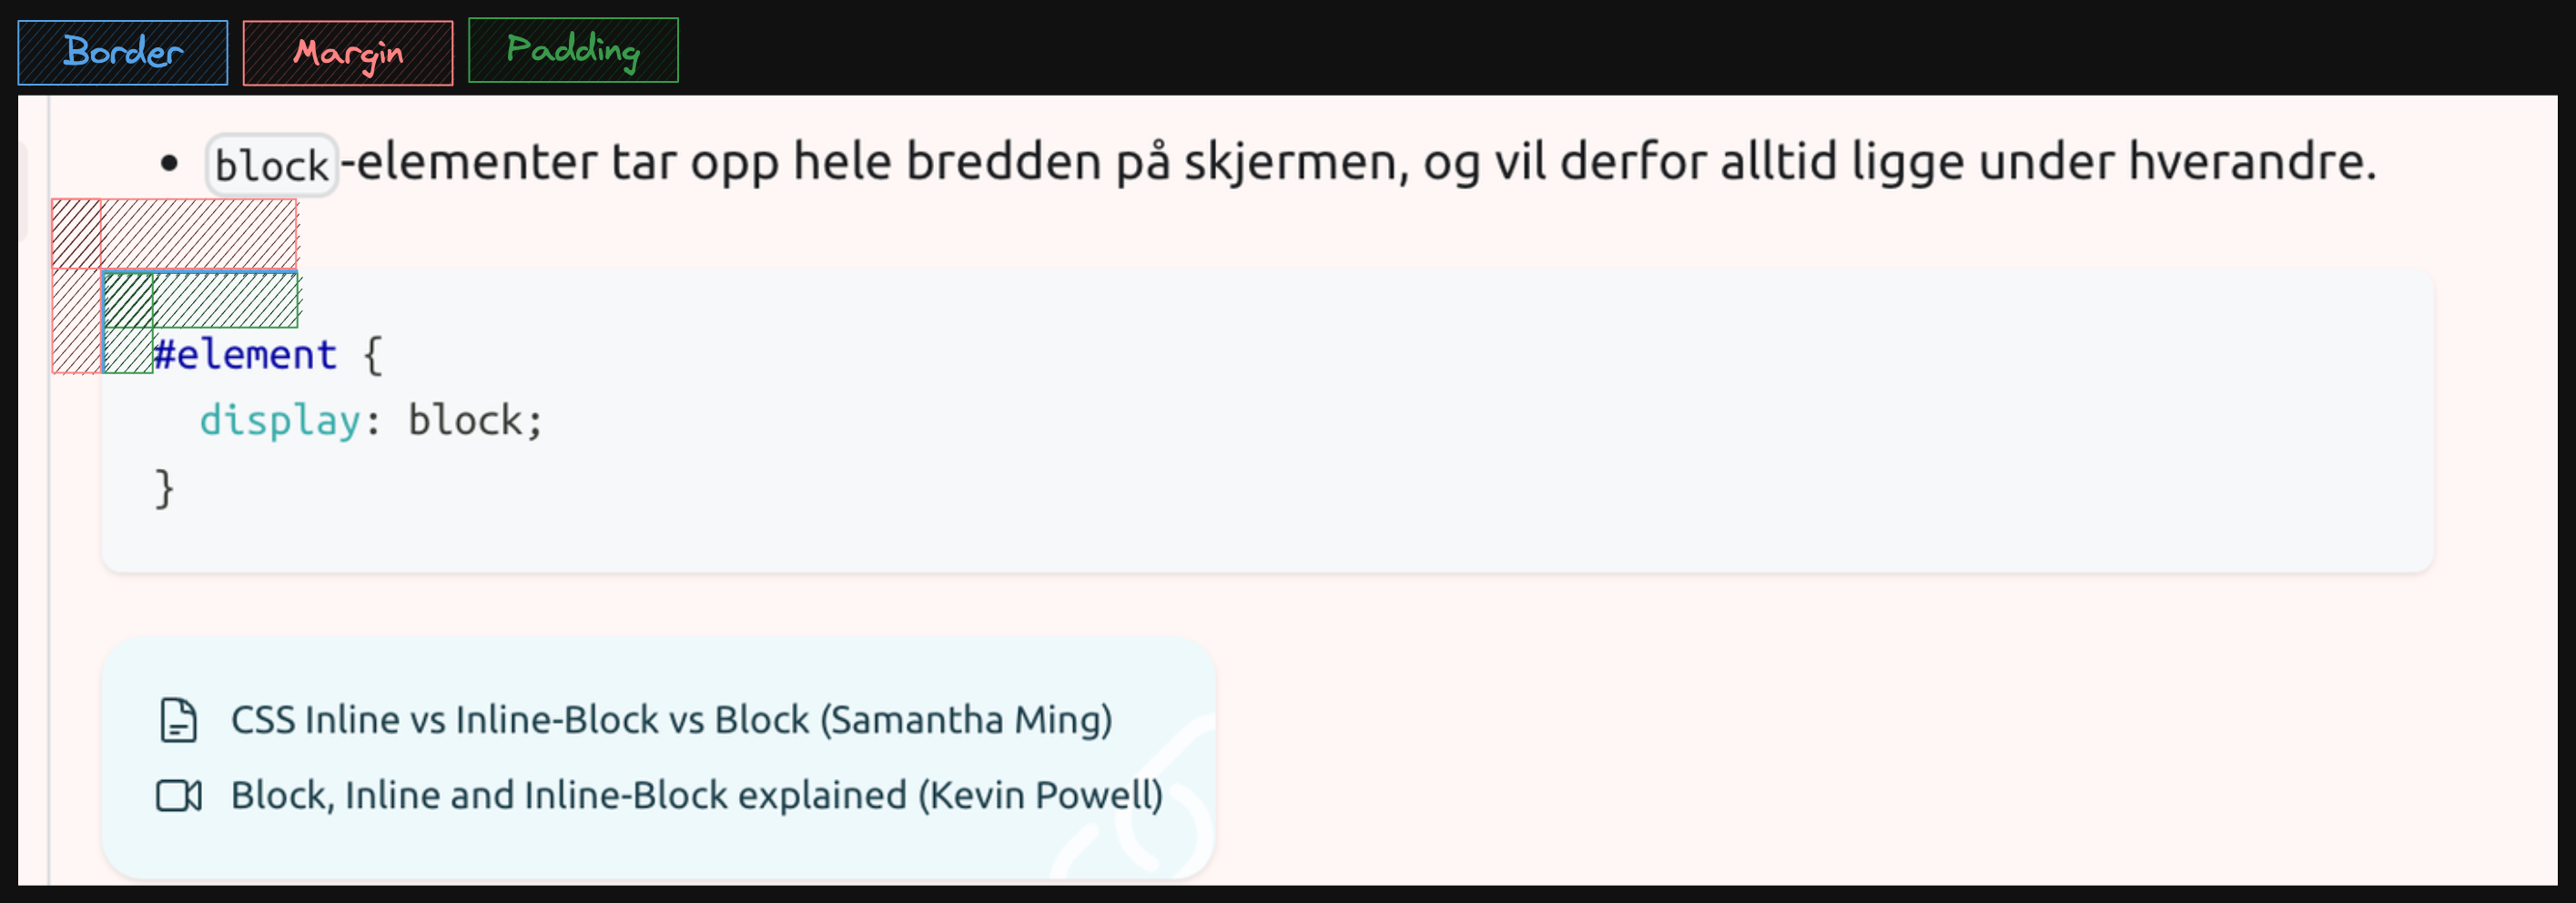 Border Margin Padding
• block-elementer tar opp hele bredden på skjermen, og vil derfor alltid ligge under hverandre.
#element {
  display: block;
}
CSS Inline vs Inline-Block vs Block (Samantha Ming)
Block, Inline and Inline-Block explained (Kevin Powell)